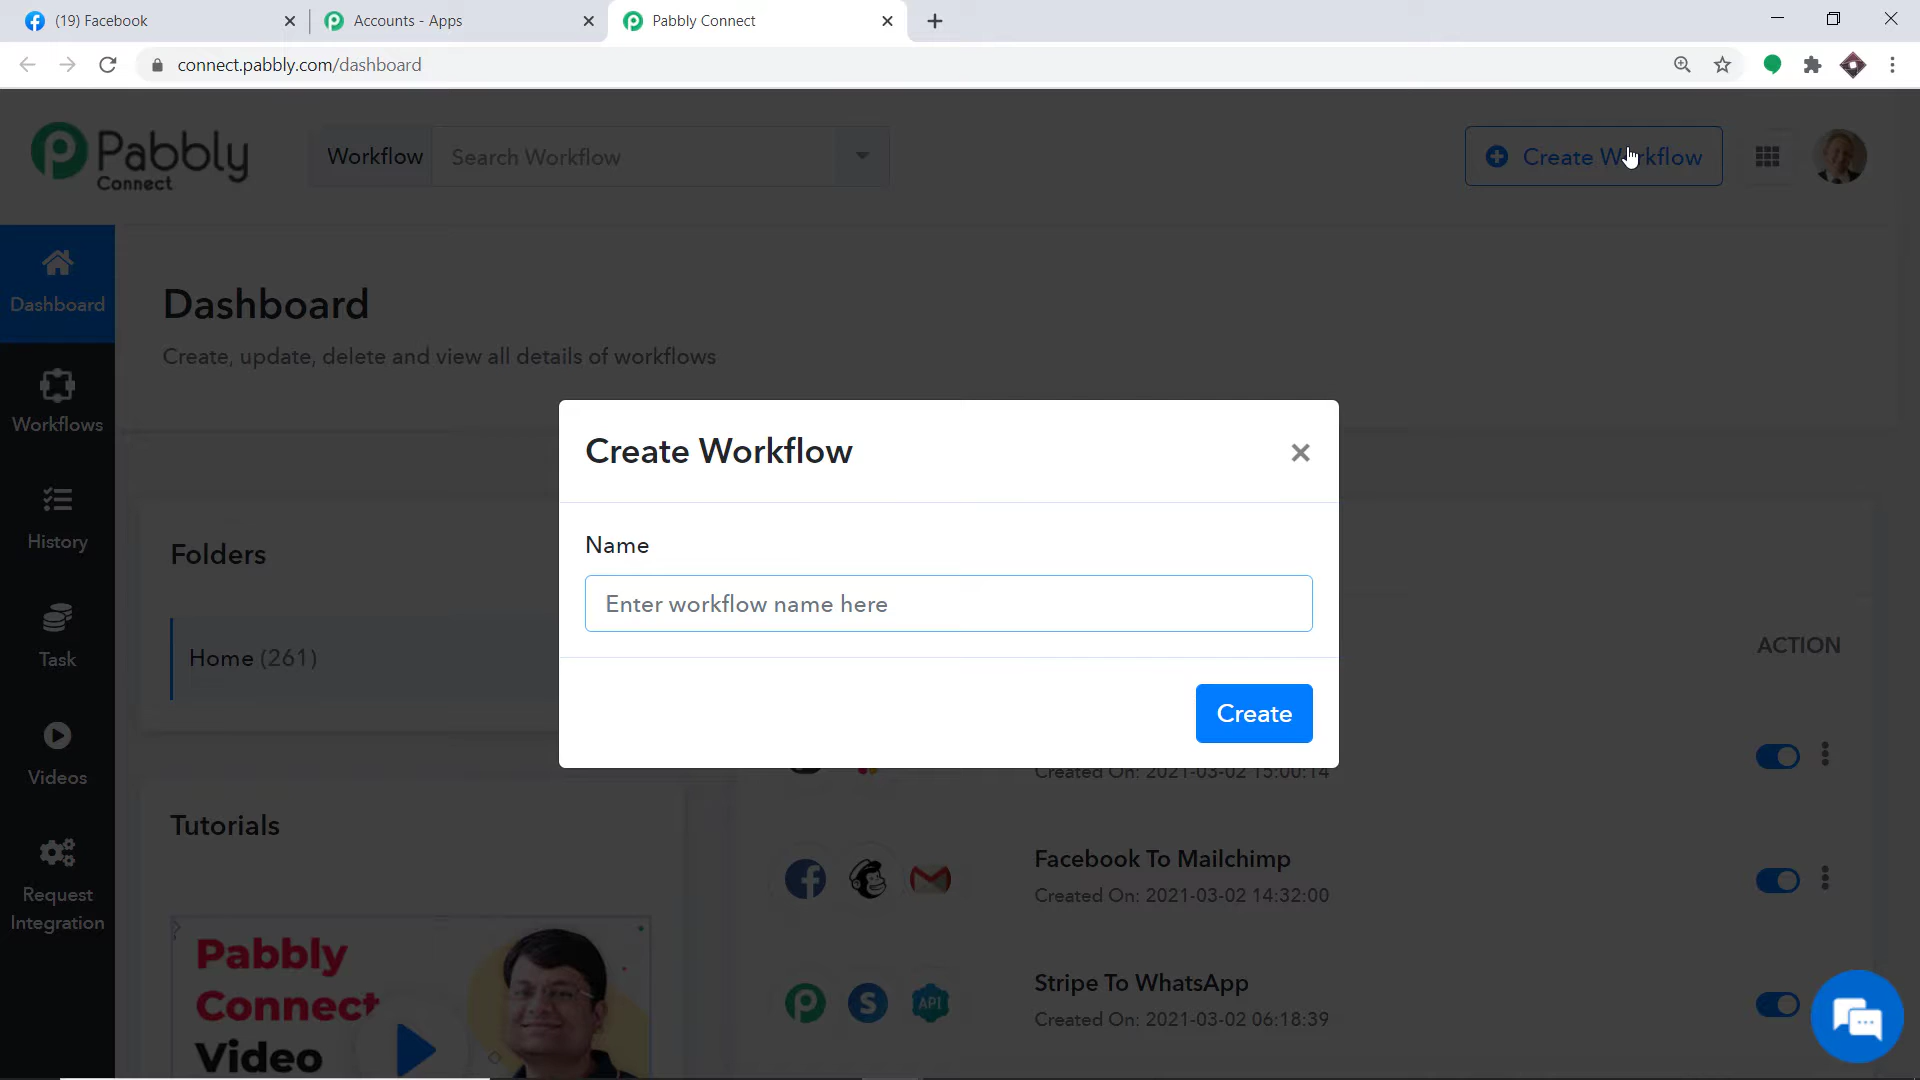 (19) Facebook
Accounts - Apps
Pabbly Connect
connect.pabbly.com/dashboard
Pabbly
Connect
Workflow
Search Workflow
Create Workflow
Dashboard
Dashboard
Create, update, delete and view all details of workflows
Workflows
Create Workflow
Name
Enter workflow name here
Create
History
Folders
Home (261)
ACTION
Task
Created On: 2021-03-02 15:00:14
Videos
Tutorials
Facebook To Mailchimp
Created On: 2021-03-02 14:32:00
Request
Integration
Pabbly
Connect
Video
API
Stripe To WhatsApp
Created On: 2021-03-02 06:18:39